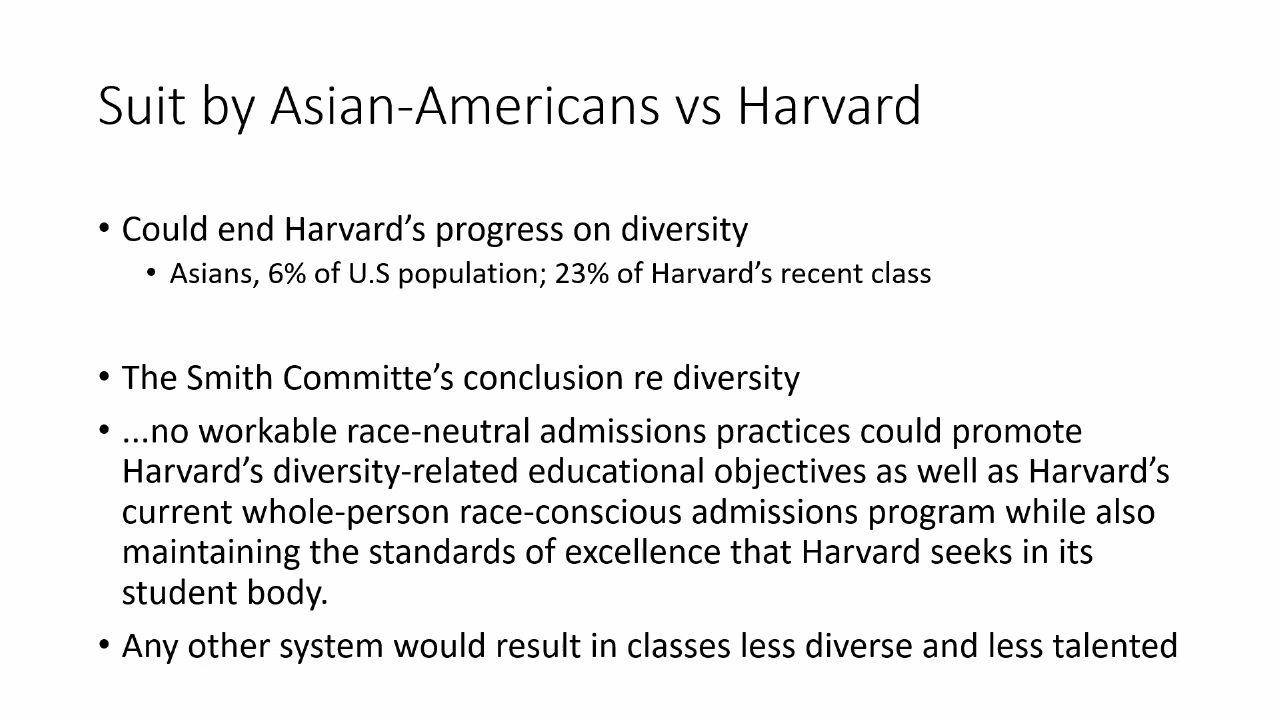 Suit by Asian-Americans vs Harvard
• Could end Harvard’s progress on diversity
• Asians, 6% of U.S population; 23% of Harvard’s recent class
• The Smith Committe’s conclusion re diversity
• ...no workable race-neutral admissions practices could promote
Harvard’s diversity-related educational objectives as well as Harvard’s
current whole-person race-conscious admissions program while also
maintaining the standards of excellence that Harvard seeks in its
student body.
• Any other system would result in classes less diverse and less talented